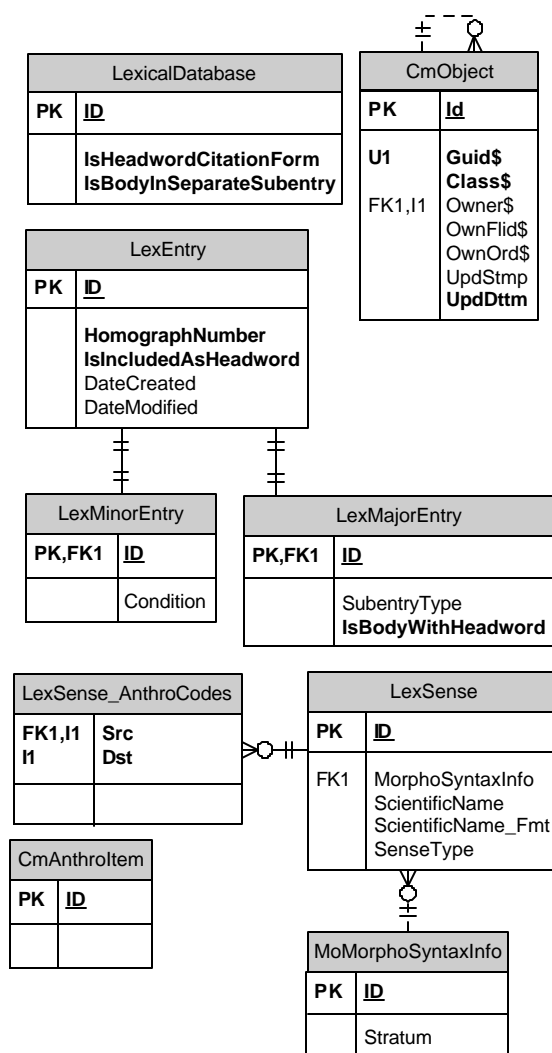 LexicalDatabase
PK ID
IsHeadwordCitationForm
IsBodyInSeparateSubentry
CmObject
PK Id
U1 Guid$
Class$
FK1,I1 Owner$
OwnFlid$
OwnOrd$
UpdStmp
UpdDttm
LexEntry
PK ID
HomographNumber
IsIncludedAsHeadword
DateCreated
DateModified
LexMinorEntry
PK,FK1 ID
Condition
LexMajorEntry
PK,FK1 ID
SubentryType
IsBodyWithHeadword
LexSense_AnthroCodes
FK1,I1 Src
I1 Dst
LexSense
PK ID
FK1 MorphoSyntaxInfo
ScientificName
ScientificName_Fmt
SenseType
CmAnthroItem
PK ID
MoMorphoSyntaxInfo
PK ID
Stratum